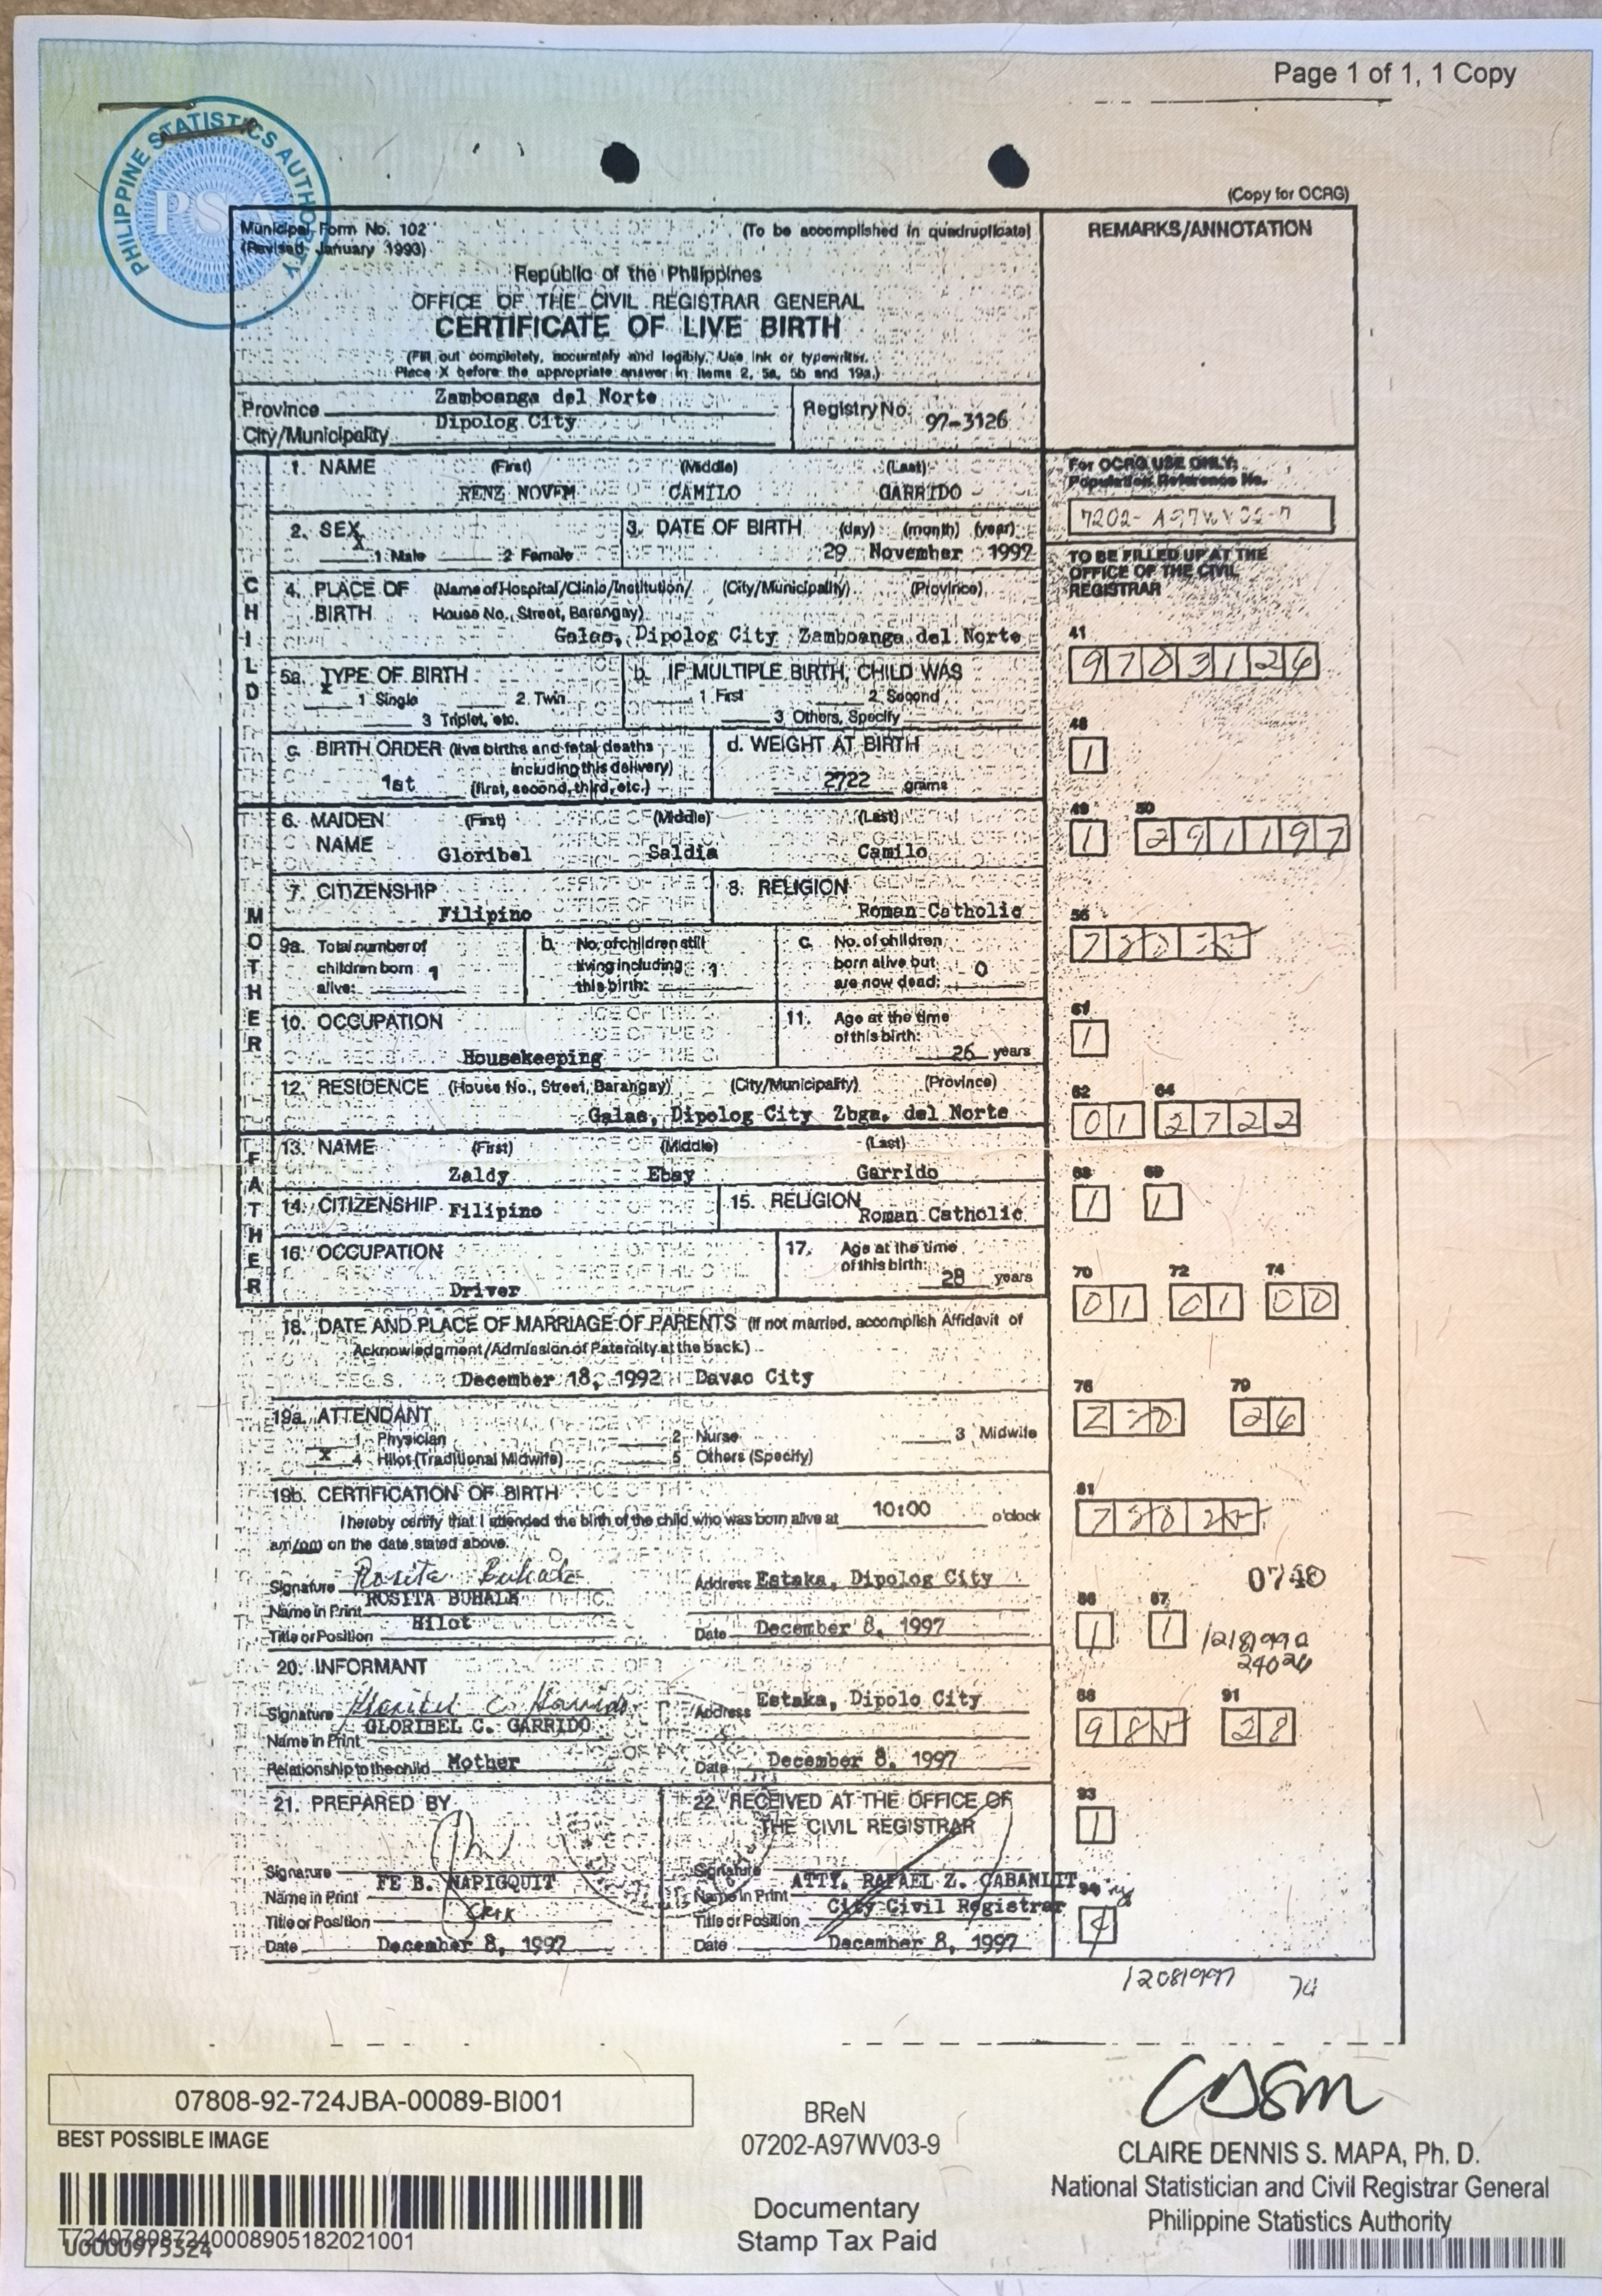 Page 1 of 1, 1 Copy
PHILIPPINE STATISTICS AUTHORITY
PSA
(Copy for OCRG)
Municipal Form No. 102
(Revised January 1993)
(To be accomplished in quadruplicate)
REMARKS/ANNOTATION
Republic of the Philippines
OFFICE OF THE CIVIL REGISTRAR GENERAL
CERTIFICATE OF LIVE BIRTH
(Fill out completely, accurately and legibly. Use ink or typewriter.
Place X before the appropriate answer in items 2, 5a, 5b and 19a.)
Province Zamboanga del Norte
City/Municipality Dipolog City
Registry No. 97-3126
CHILD
1. NAME (First) (Middle) (Last)
RENZ NOVEM CAMILO GARRIDO
For OCRG USE ONLY:
Population Reference No.
2. SEX
X 1 Male 2 Female
3. DATE OF BIRTH (day) (month) (year)
29 November 1997
TO BE FILLED UP AT THE
OFFICE OF THE CIVIL
REGISTRAR
4. PLACE OF BIRTH (Name of Hospital/Clinic/Institution/ (City/Municipality) (Province)
House No., Street, Barangay)
Galas, Dipolog City Zamboanga del Norte
41
9703126
5a. TYPE OF BIRTH
X 1 Single 2. Twin
3 Triplet, etc.
b. IF MULTIPLE BIRTH, CHILD WAS
1 First 2 Second
3 Others, Specify
48
1
c. BIRTH ORDER (live births and fetal deaths
including this delivery)
1st (first, second, third, etc.)
d. WEIGHT AT BIRTH
2722 grams
MOTHER
6. MAIDEN NAME (First) (Middle) (Last)
Gloribel Saldia Camilo
49 50
1 291197
7. CITIZENSHIP
Filipino
8. RELIGION
Roman Catholic
56
9a. Total number of
children born
alive: 1
b. No. of children still
living including
this birth: 1
c. No. of children
born alive but
are now dead: 0
10. OCCUPATION
Housekeeping
11. Age at the time
of this birth:
26 years
61
1
12. RESIDENCE (House No., Street, Barangay) (City/Municipality) (Province)
Galas, Dipolog City Zbga. del Norte
62 64
01 2722
FATHER
13. NAME (First) (Middle) (Last)
Zaldy Ebay Garrido
68 69
1 1
14. CITIZENSHIP Filipino
15. RELIGION Roman Catholic
16. OCCUPATION
Driver
17. Age at the time
of this birth:
28 years
70 72 74
01 01 00
18. DATE AND PLACE OF MARRIAGE OF PARENTS (If not married, accomplish Affidavit of
Acknowledgment/Admission of Paternity at the back.)
December 18, 1992 Davao City
76 79
26
19a. ATTENDANT
1 Physician 2 Nurse 3 Midwife
X 4 Hilot (Traditional Midwife) 5 Others (Specify)
19b. CERTIFICATION OF BIRTH
I hereby certify that I attended the birth of the child who was born alive at 10:00 o'clock
am/pm on the date stated above.
81
Signature
Name in Print ROSITA
Title or Position Hilot
Address Estaka, Dipolog City
Date December 8, 1997
86 87
1 1
20. INFORMANT
Signature
Name in Print GLORIBEL C. GARRIDO
Relationship to the child Mother
Address Estaka, Dipolo City
Date December 8, 1997
88 91
28
21. PREPARED BY
Signature
Name in Print FE B. NAPIGQUIT
Title or Position Clerk
Date December 8, 1997
22. RECEIVED AT THE OFFICE OF
THE CIVIL REGISTRAR
Signature
Name in Print ATTY. RAFAEL Z. CABANLIT
Title or Position City Civil Registrar
Date December 8, 1997
93
1
94
12081997
07808-92-724JBA-00089-BI001
BEST POSSIBLE IMAGE
BReN
07202-A97WV03-9
Documentary
Stamp Tax Paid
CLAIRE DENNIS S. MAPA, Ph. D.
National Statistician and Civil Registrar General
Philippine Statistics Authority